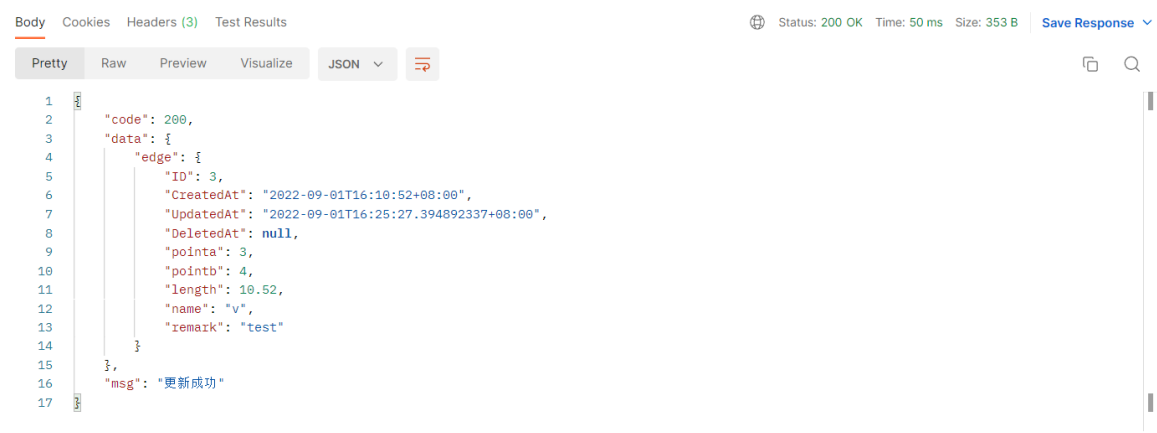 Body Cookies Headers (3) Test Results Status: 200 OK Time: 50 ms Size: 353 B Save Response
Pretty Raw Preview Visualize JSON
1 {
2 "code": 200,
3 "data": {
4 "edge": {
5 "ID": 3,
6 "CreatedAt": "2022-09-01T16:10:52+08:00",
7 "UpdatedAt": "2022-09-01T16:25:27.394892337+08:00",
8 "DeletedAt": null,
9 "pointa": 3,
10 "pointb": 4,
11 "length": 10.52,
12 "name": "v",
13 "remark": "test"
14 }
15 },
16 "msg": "更新成功"
17 }